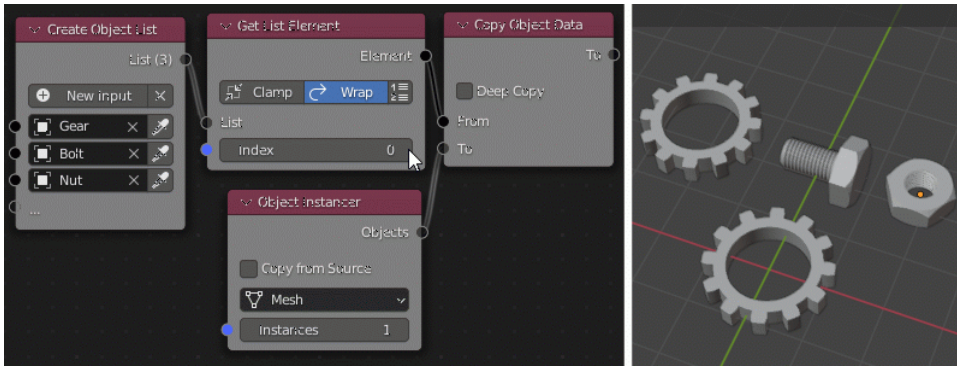 Create Object List
List (3)
New input
Gear
Bolt
Nut
...
Get List Element
Element
Clamp
Wrap
List
Index 0
Object Instancer
Objects
Copy from Source
Mesh
Instances 1
Copy Object Data
To
Deep Copy
From
To